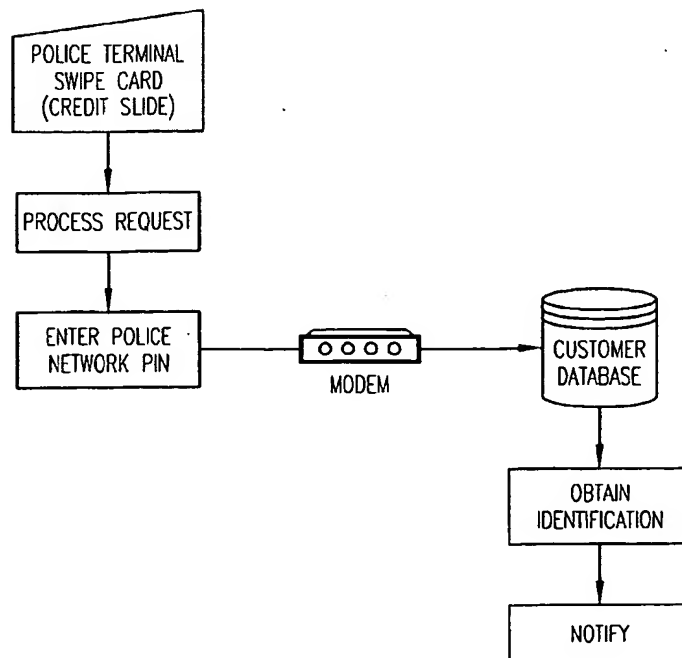 POLICE TERMINAL
SWIPE CARD
(CREDIT SLIDE)
PROCESS REQUEST
ENTER POLICE
NETWORK PIN
MODEM
CUSTOMER
DATABASE
OBTAIN
IDENTIFICATION
NOTIFY